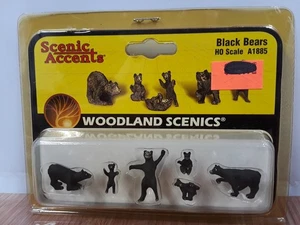 Scenic
Accents®
Black Bears
HO Scale A1885
WOODLAND SCENICS®